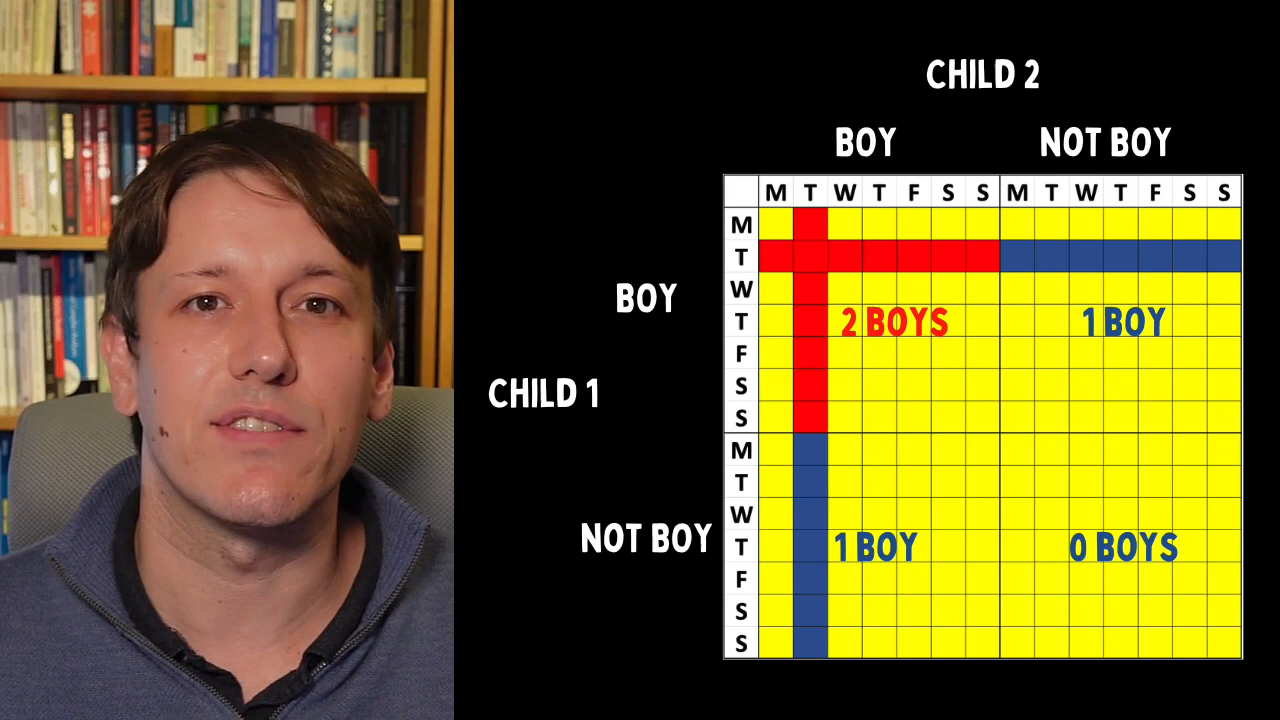 CHILD 2
BOY NOT BOY
M T W T F S S M T W T F S S
M
T
W
BOY
T 2 BOYS 1 BOY
F
CHILD 1
S
S
M
T
W
NOT BOY
T 1 BOY 0 BOYS
F
S
S